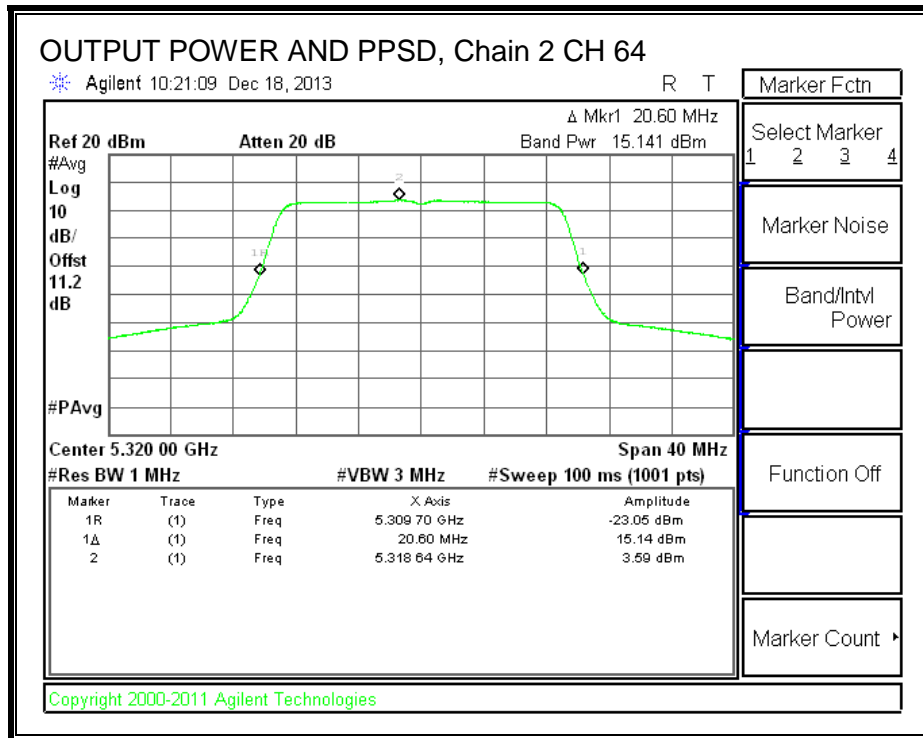 OUTPUT POWER AND PPSD, Chain 2 CH 64
Agilent 10:21:09 Dec 18, 2013 R T
Δ Mkr1 20.60 MHz
Ref 20 dBm Atten 20 dB Band Pwr 15.141 dBm
#Avg
Log
10
dB/
Offst
11.2
dB
2
1R
1
#PAvg
Center 5.320 00 GHz Span 40 MHz
#Res BW 1 MHz #VBW 3 MHz #Sweep 100 ms (1001 pts)
Marker Trace Type X Axis Amplitude
1R (1) Freq 5.309 70 GHz -23.05 dBm
1Δ (1) Freq 20.60 MHz 15.14 dBm
2 (1) Freq 5.318 64 GHz 3.59 dBm
Copyright 2000-2011 Agilent Technologies
Marker Fctn
Select Marker
1 2 3 4
Marker Noise
Band/Intvl
Power
Function Off
Marker Count